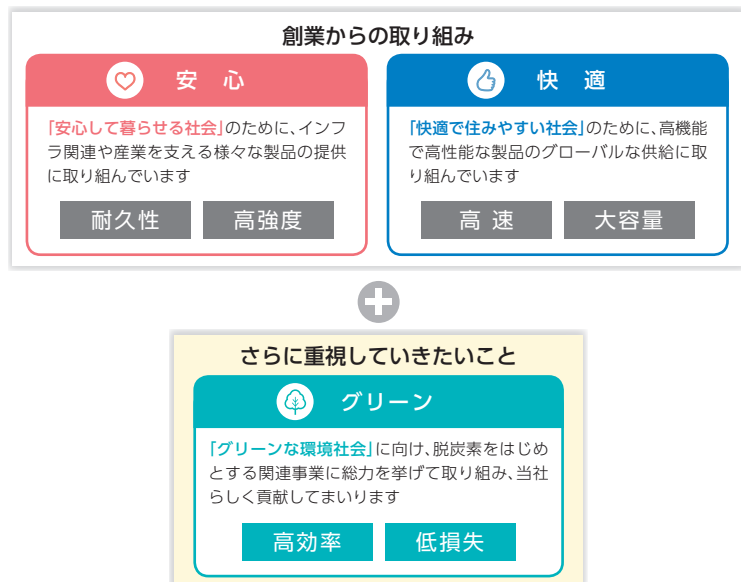 創業からの取り組み
安 心
「安心して暮らせる社会」のために、インフ
ラ関連や産業を支える様々な製品の提供
に取り組んでいます
耐久性
高強度
快 適
「快適で住みやすい社会」のために、高機能
で高性能な製品のグローバルな供給に取
り組んでいます
高 速
大容量
さらに重視していきたいこと
グリーン
「グリーンな環境社会」に向け、脱炭素をはじめ
とする関連事業に総力を挙げて取り組み、当社
らしく貢献してまいります
高効率
低損失